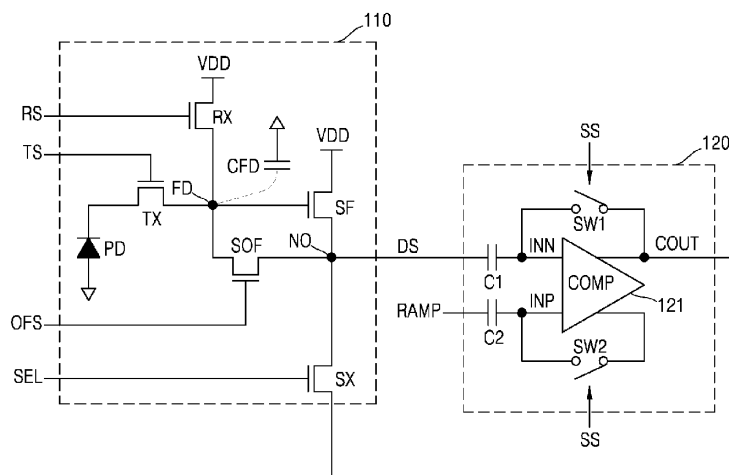 110
VDD
RS
RX
TS
VDD
CFD
SS
120
FD
SF
TX
SW1
PD
SOF
NO
DS
INN
COUT
C1
COMP
RAMP
INP
121
C2
OFS
SW2
SEL
SX
SS